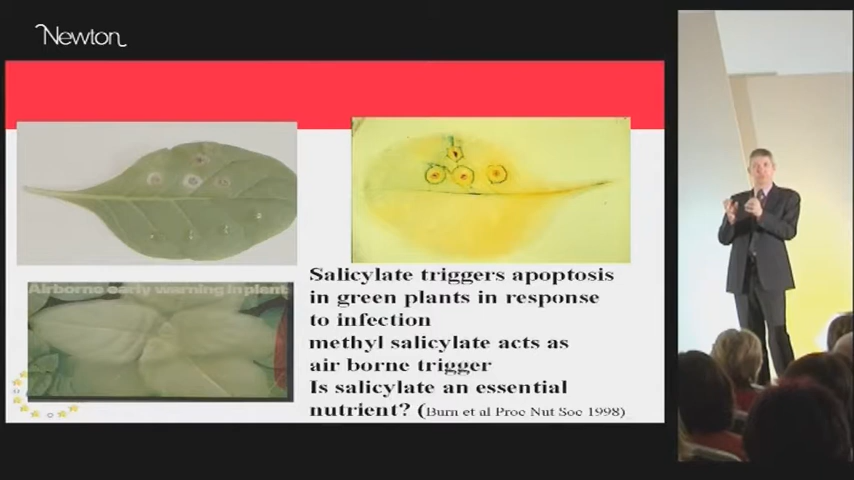 Newton
Airborne early warning in plant
Salicylate triggers apoptosis
in green plants in response
to infection
methyl salicylate acts as
air borne trigger
Is salicylate an essential
nutrient? (Burn et al Proc Nut Soc 1998)